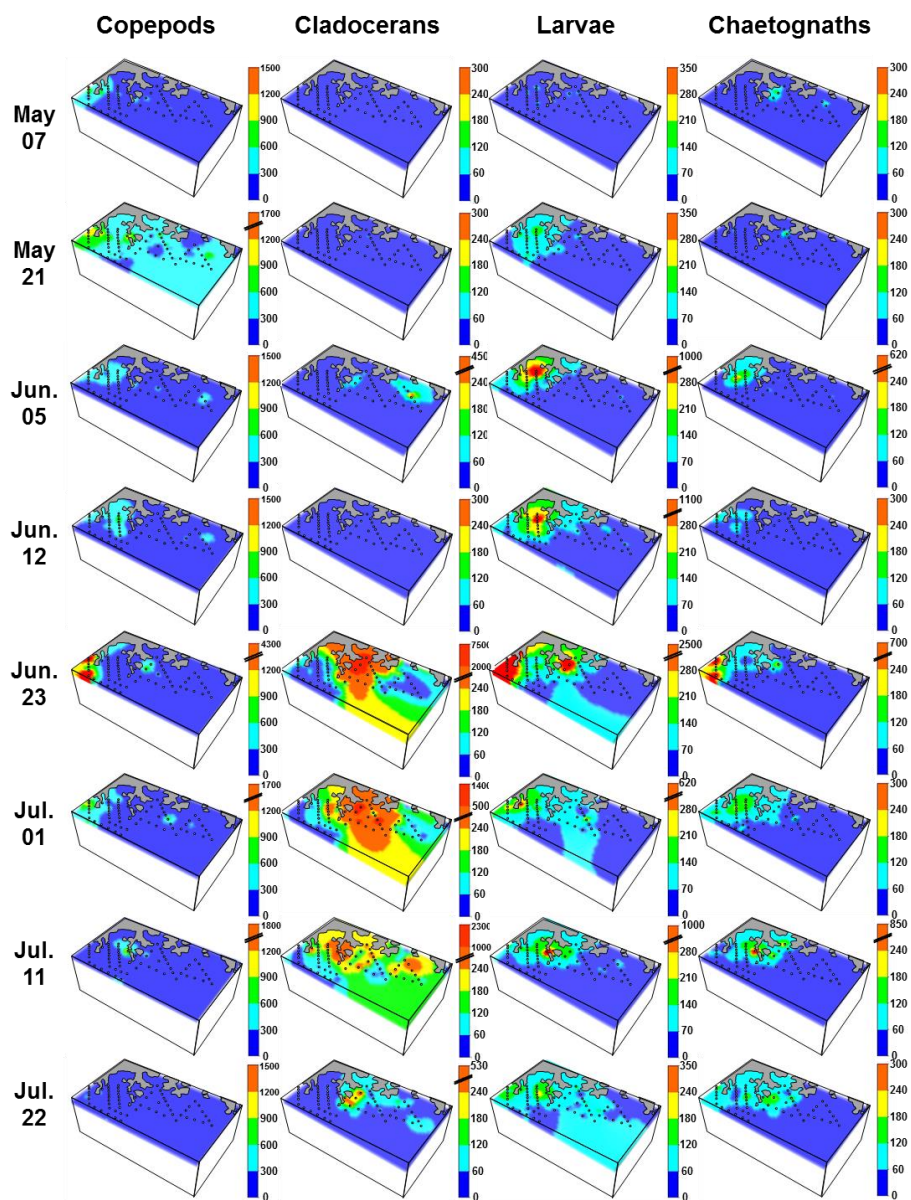 Copepods Cladocerans Larvae Chaetognaths
May
07
1500 1200 900 600 300 0
300 240 180 120 60 0
350 280 210 140 70 0
300 240 180 120 60 0
May
21
1700 1200 900 600 300 0
300 240 180 120 60 0
350 280 210 140 70 0
300 240 180 120 60 0
Jun.
05
1500 1200 900 600 300 0
450 240 180 120 60 0
1000 280 210 140 70 0
620 240 180 120 60 0
Jun.
12
1500 1200 900 600 300 0
300 240 180 120 60 0
1100 280 210 140 70 0
300 240 180 120 60 0
Jun.
23
4300 1200 900 600 300 0
7500 2000 240 180 120 60 0
2500 280 210 140 70 0
700 240 180 120 60 0
Jul.
01
1700 1200 900 600 300 0
1400 500 240 180 120 60 0
620 280 210 140 70 0
300 240 180 120 60 0
Jul.
11
1800 1200 900 600 300 0
2300 1300 240 180 120 60 0
1000 280 210 140 70 0
850 240 180 120 60 0
Jul.
22
1500 1200 900 600 300 0
530 240 180 120 60 0
350 280 210 140 70 0
300 240 180 120 60 0